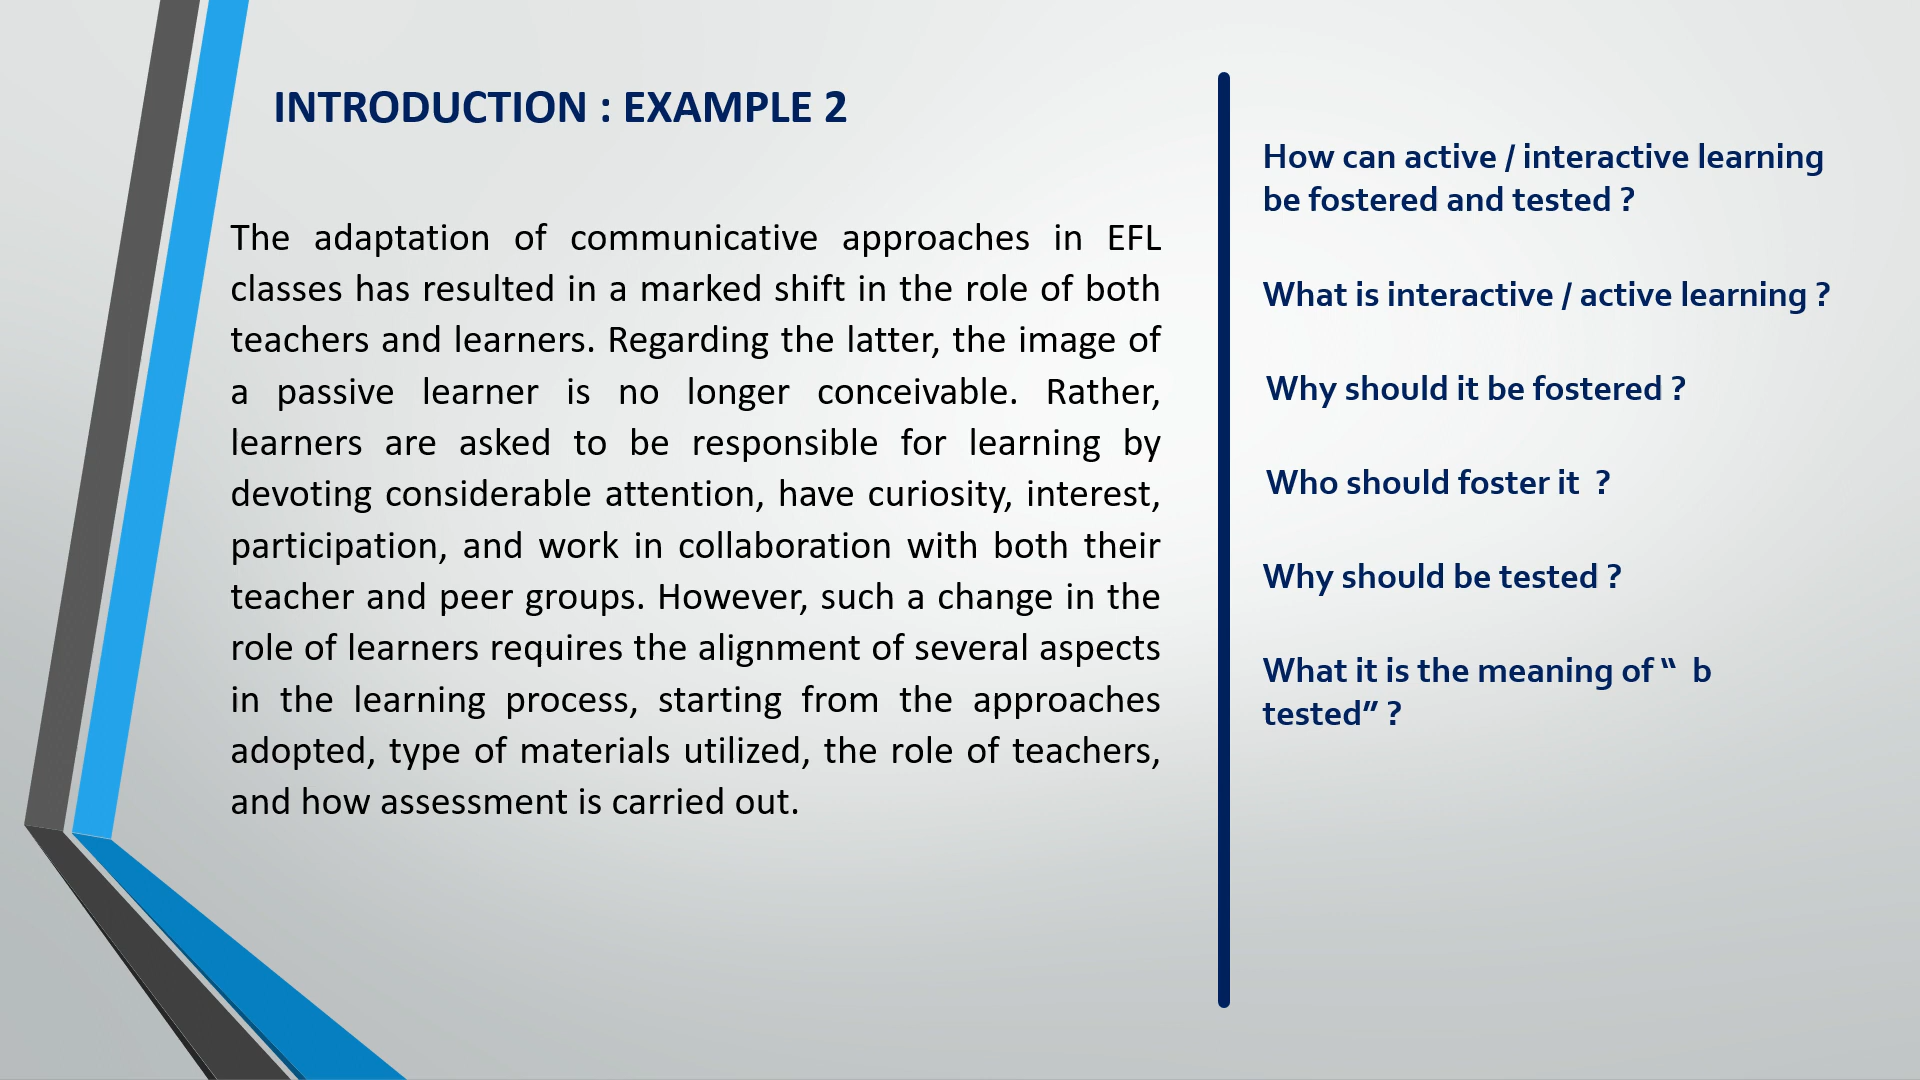 INTRODUCTION : EXAMPLE 2
The adaptation of communicative approaches in EFL
classes has resulted in a marked shift in the role of both
teachers and learners. Regarding the latter, the image of
a passive learner is no longer conceivable. Rather,
learners are asked to be responsible for learning by
devoting considerable attention, have curiosity, interest,
participation, and work in collaboration with both their
teacher and peer groups. However, such a change in the
role of learners requires the alignment of several aspects
in the learning process, starting from the approaches
adopted, type of materials utilized, the role of teachers,
and how assessment is carried out.
How can active / interactive learning
be fostered and tested ?
What is interactive / active learning ?
Why should it be fostered ?
Who should foster it ?
Why should be tested ?
What it is the meaning of “ b
tested” ?